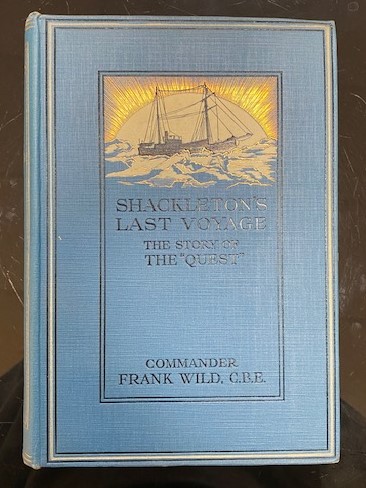 SHACKLETON'S
LAST VOYAGE
THE STORY OF
THE "QUEST"
COMMANDER
FRANK WILD, C.B.E.